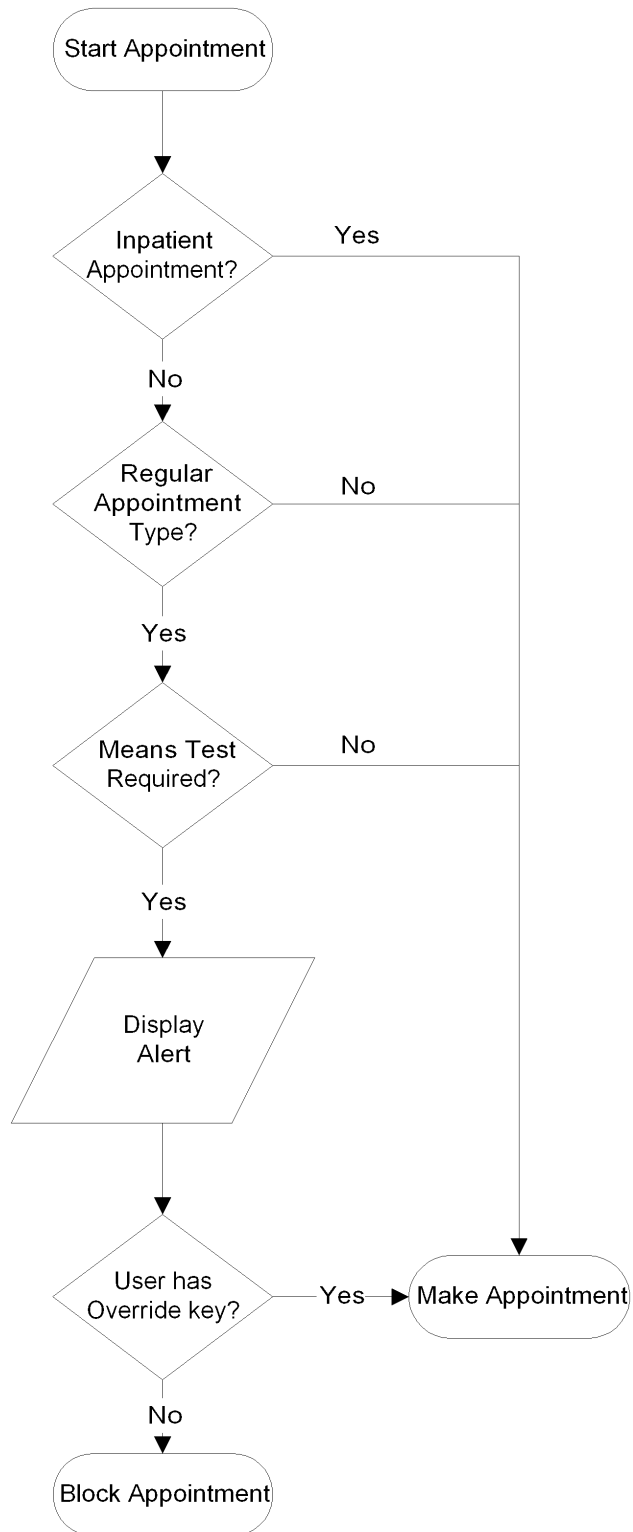 Start Appointment
Inpatient
Appointment?
Yes
No
Regular
Appointment
Type?
No
Yes
Means Test
Required?
No
Yes
Display
Alert
User has
Override key?
Yes
Make Appointment
No
Block Appointment